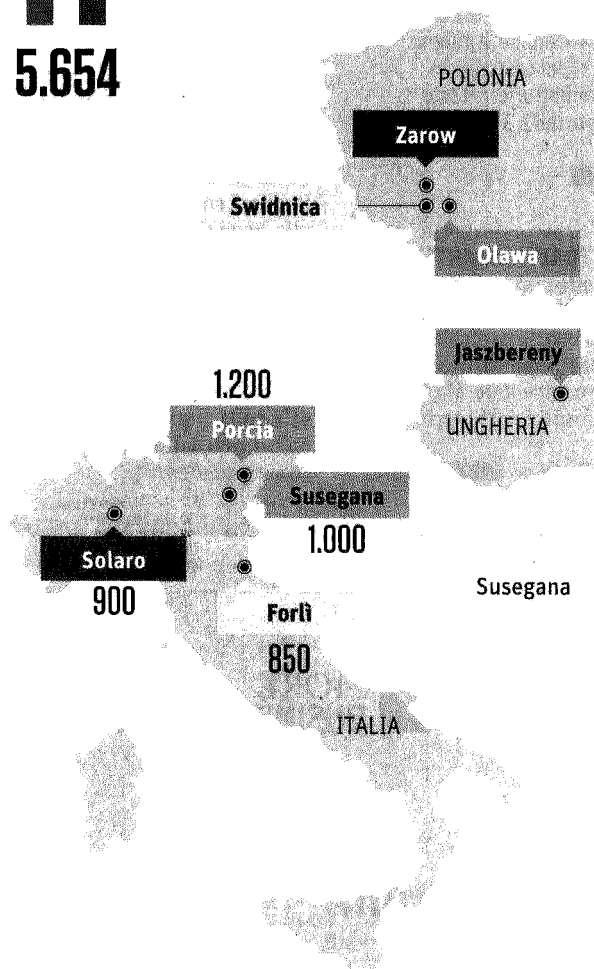 5.654
POLONIA
Zarow
Swidnica
Olawa
Jaszbereny
UNGHERIA
1.200
Porcia
Susegana
1.000
Solaro
900
Susegana
Forlì
850
ITALIA